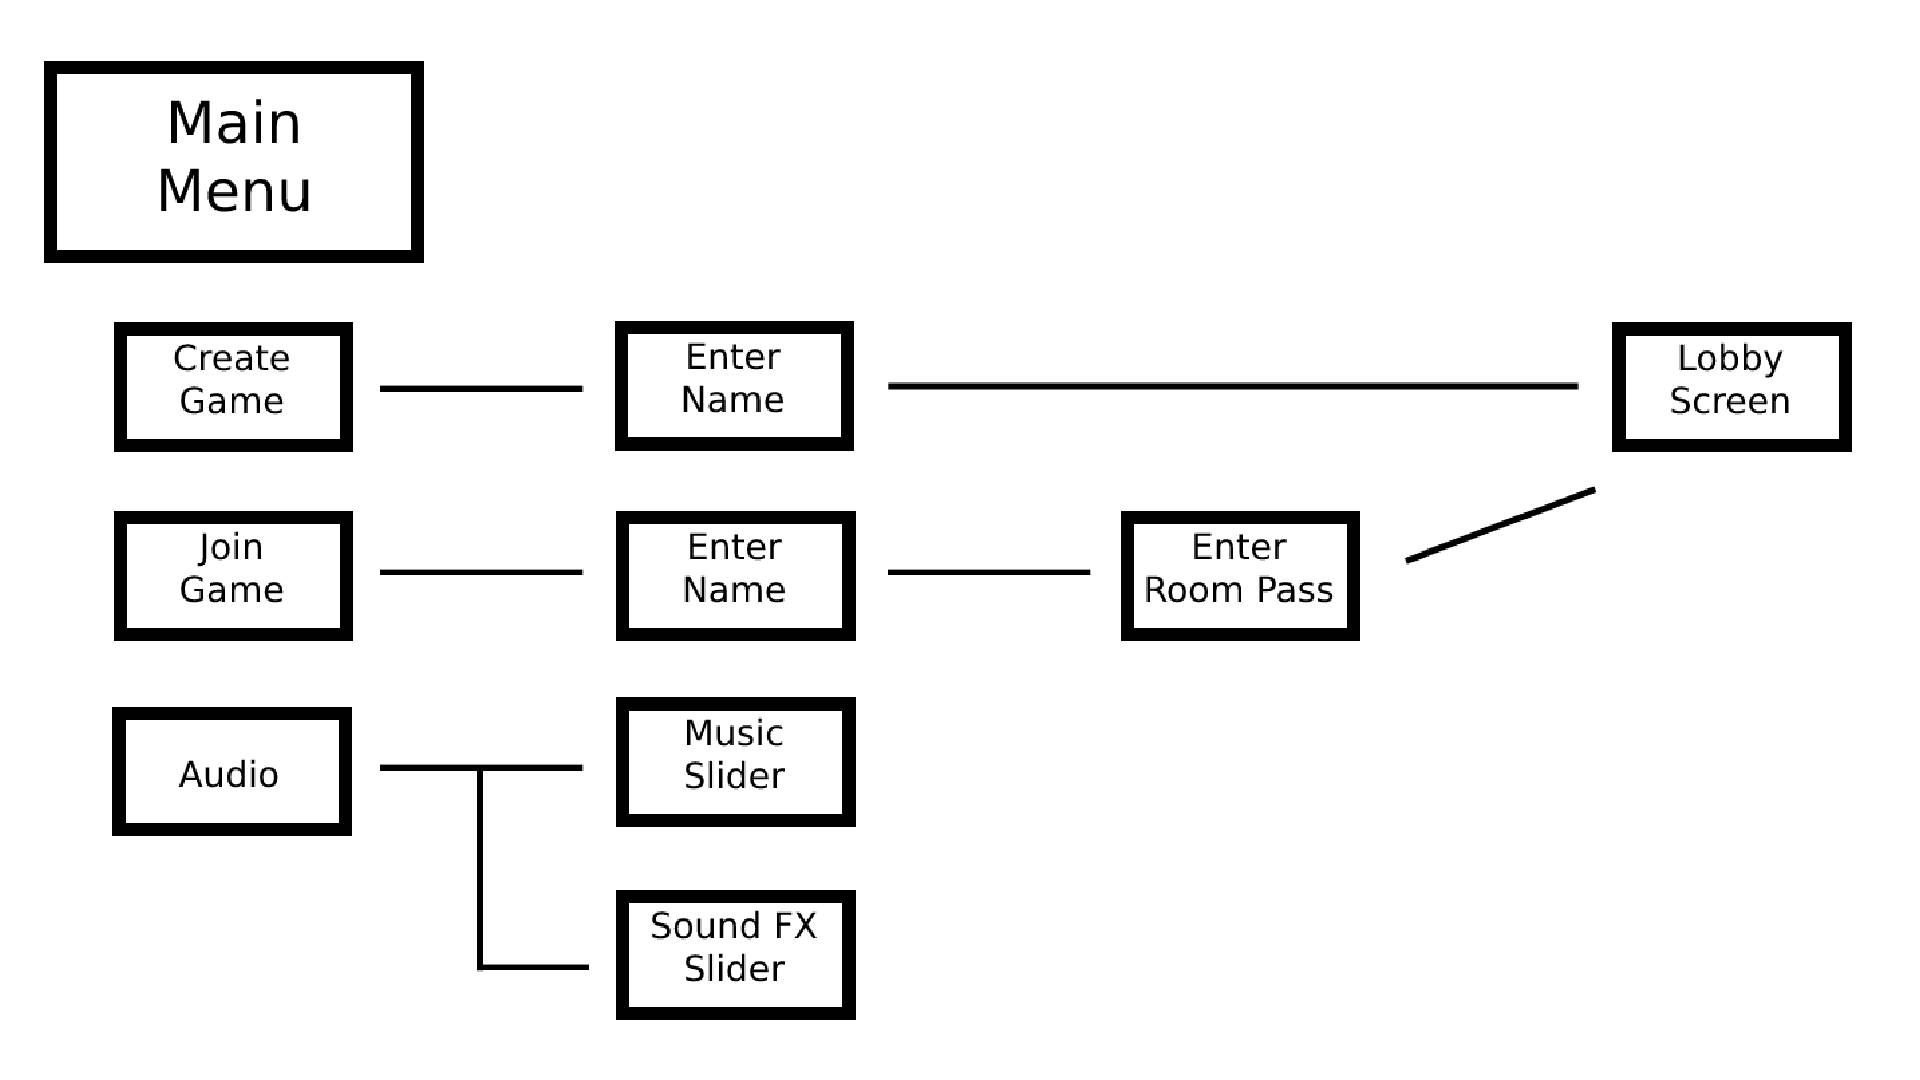 Main
Menu
Create
Game
Enter
Name
Lobby
Screen
Join
Game
Enter
Name
Enter
Room Pass
Audio
Music
Slider
Sound FX
Slider